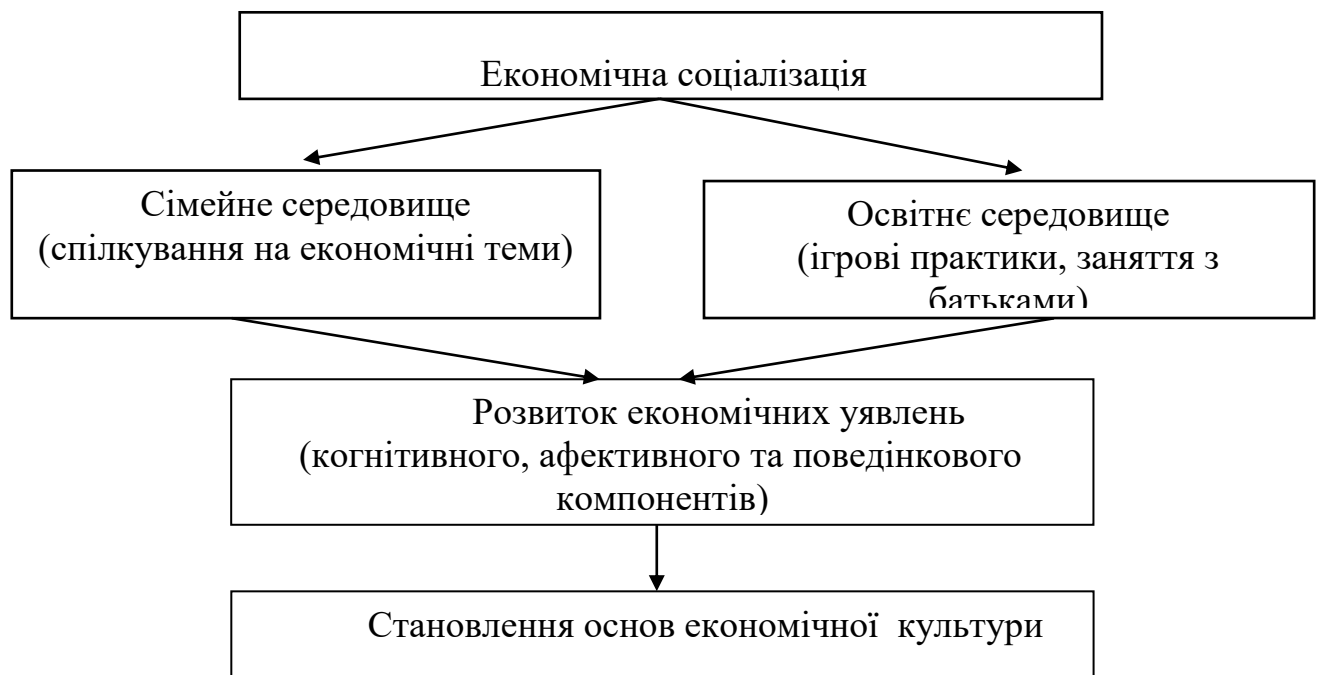 Економічна соціалізація
Сімейне середовище
(спілкування на економічні теми)
Освітнє середовище
(ігрові практики, заняття з
батьками)
Розвиток економічних уявлень
(когнітивного, афективного та поведінкового
компонентів)
Становлення основ економічної культури